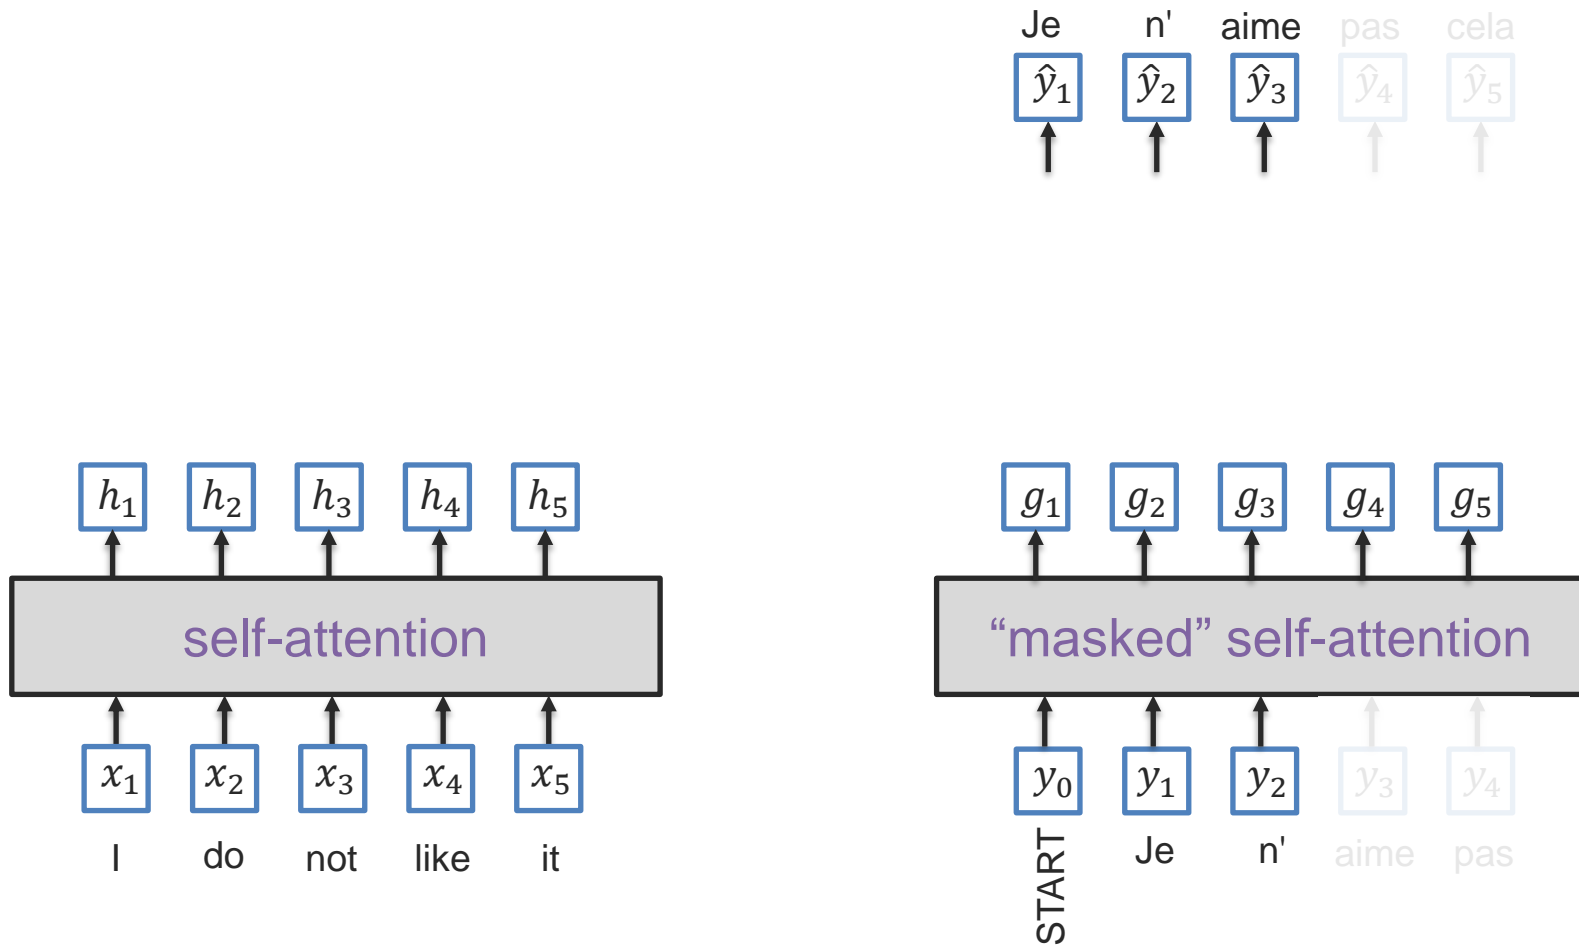 Je n' aime pas cela
ŷ₁ ŷ₂ ŷ₃ ŷ₄ ŷ₅
h₁ h₂ h₃ h₄ h₅
g₁ g₂ g₃ g₄ g₅
self-attention
“masked” self-attention
x₁ x₂ x₃ x₄ x₅
y₀ y₁ y₂ y₃ y₄
I do not like it
START Je n' aime pas